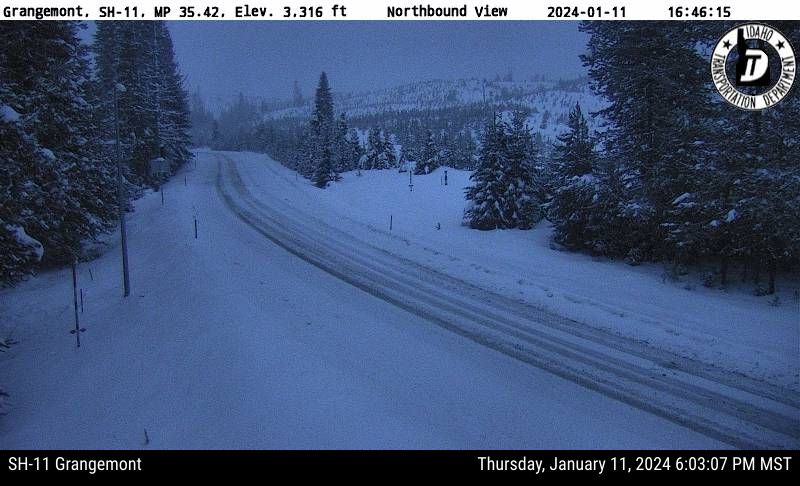 Grangemont, SH-11, MP 35.42, Elev. 3,316 ft Northbound View 2024-01-11 16:46:15
IDAHO
TRANSPORTATION DEPARTMENT
SH-11 Grangemont Thursday, January 11, 2024 6:03:07 PM MST